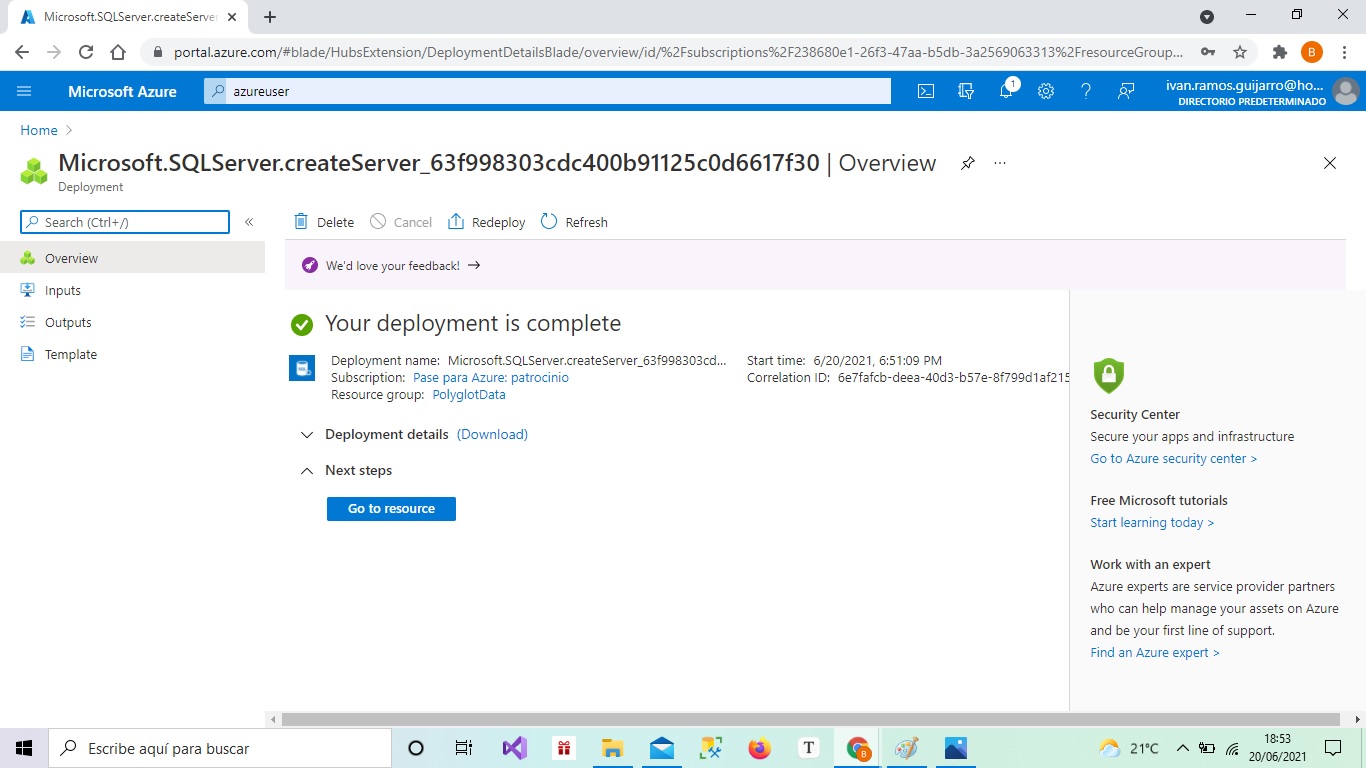 Microsoft.SQLServer.createServer
portal.azure.com/#blade/HubsExtension/DeploymentDetailsBlade/overview/id/%2Fsubscriptions%2F238680e1-26f3-47aa-b5db-3a2569063313%2FresourceGroup...
B
Microsoft Azure
azureuser
1
ivan.ramos.guijarro@ho...
DIRECTORIO PREDETERMINADO
Home
Microsoft.SQLServer.createServer_63f998303cdc400b91125c0d6617f30 | Overview
Deployment
Search (Ctrl+/)
Delete
Cancel
Redeploy
Refresh
Overview
Inputs
Outputs
Template
We'd love your feedback! →
Your deployment is complete
Deployment name: Microsoft.SQLServer.createServer_63f998303cd...
Subscription: Pase para Azure: patrocinio
Resource group: PolyglotData
Start time: 6/20/2021, 6:51:09 PM
Correlation ID: 6e7fafcb-deea-40d3-b57e-8f799d1af215
Deployment details (Download)
Next steps
Go to resource
Security Center
Secure your apps and infrastructure
Go to Azure security center >
Free Microsoft tutorials
Start learning today >
Work with an expert
Azure experts are service provider partners
who can help manage your assets on Azure
and be your first line of support.
Find an Azure expert >
Escribe aquí para buscar
T
B
21°C
18:53
20/06/2021